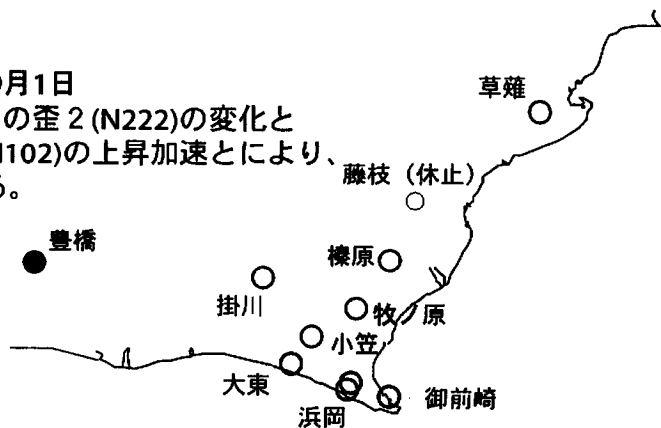 月1日
の歪2(N222)の変化と
102)の上昇加速とにより、
る。
草薙
藤枝（休止）
豊橋
榛原
掛川
牧ノ原
小笠
大東
浜岡
御前崎